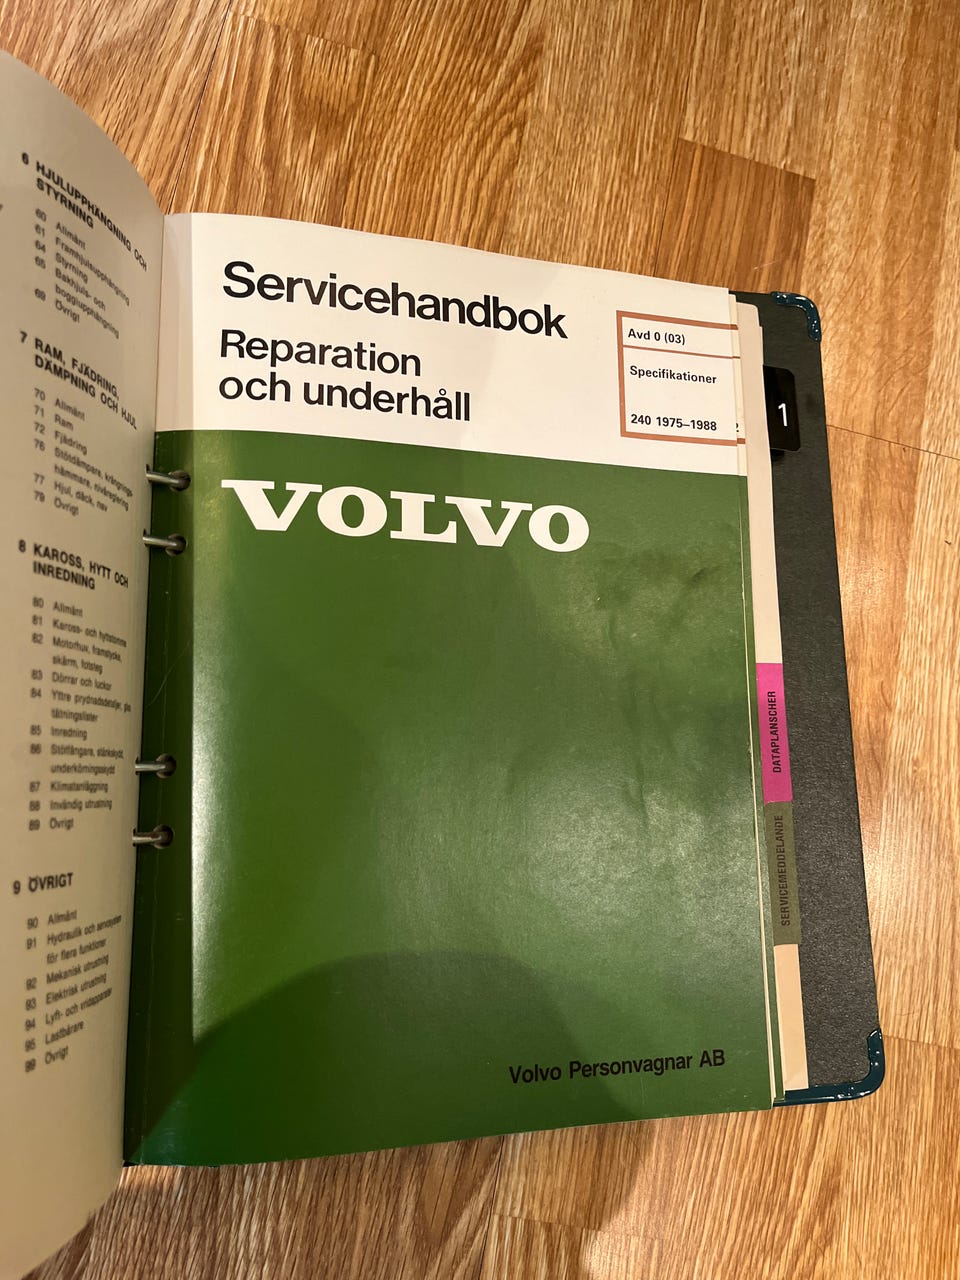 6 HJULUPPHÄNGNING OCH
STYRNING
60 Allmänt
61 Framhjulsupphängning
64 Styrning
65 Bakhjuls- och
boggiupphängning
69 Övrigt
7 RAM, FJÄDRING,
DÄMPNING OCH HJUL
70 Allmänt
71 Ram
72 Fjädring
76 Stötdämpare, krängnings-
hämmare, nivåreglering
77 Hjul, däck, nav
79 Övrigt
8 KAROSS, HYTT OCH
INREDNING
80 Allmänt
81 Kaross- och hyttstomme
82 Motorhuv, framstycke,
skärm, fotsteg
83 Dörrar och luckor
84 Yttre prydnadsdetaljer, glas
tätningslister
85 Inredning
86 Stötfångare, stänkskydd,
underkörningsskydd
87 Klimatanläggning
88 Invändig utrustning
89 Övrigt
9 ÖVRIGT
90 Allmänt
91 Hydraulik och servosystem
för flera funktioner
92 Mekanisk utrustning
93 Elektrisk utrustning
94 Lyft- och vridapparater
95 Lastbärare
99 Övrigt
Servicehandbok
Reparation
och underhåll
Avd 0 (03)
Specifikationer
240 1975–1988
2
VOLVO
Volvo Personvagnar AB
1
DATAPLANSCHER
SERVICEMEDDELANDE